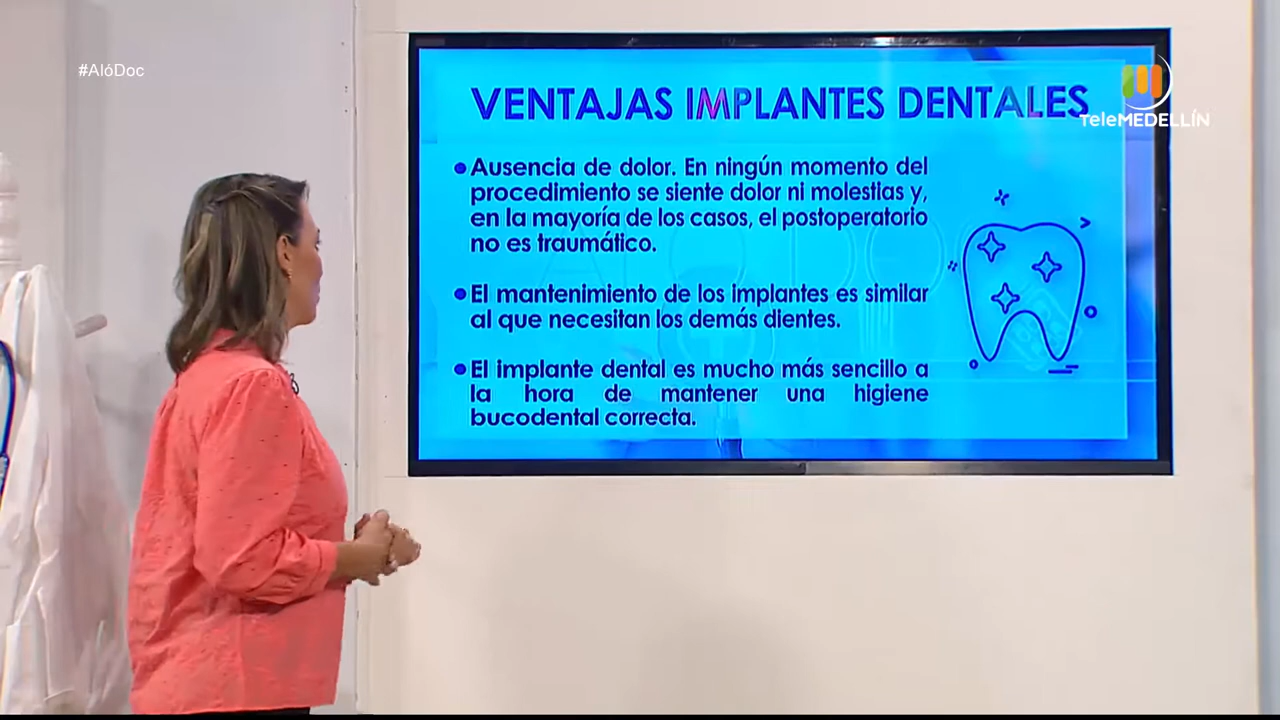 #AlóDoc
TeleMEDELLÍN
VENTAJAS IMPLANTES DENTALES
•Ausencia de dolor. En ningún momento del
procedimiento se siente dolor ni molestias y,
en la mayoría de los casos, el postoperatorio
no es traumático.
•El mantenimiento de los implantes es similar
al que necesitan los demás dientes.
•El implante dental es mucho más sencillo a
la hora de mantener una higiene
bucodental correcta.